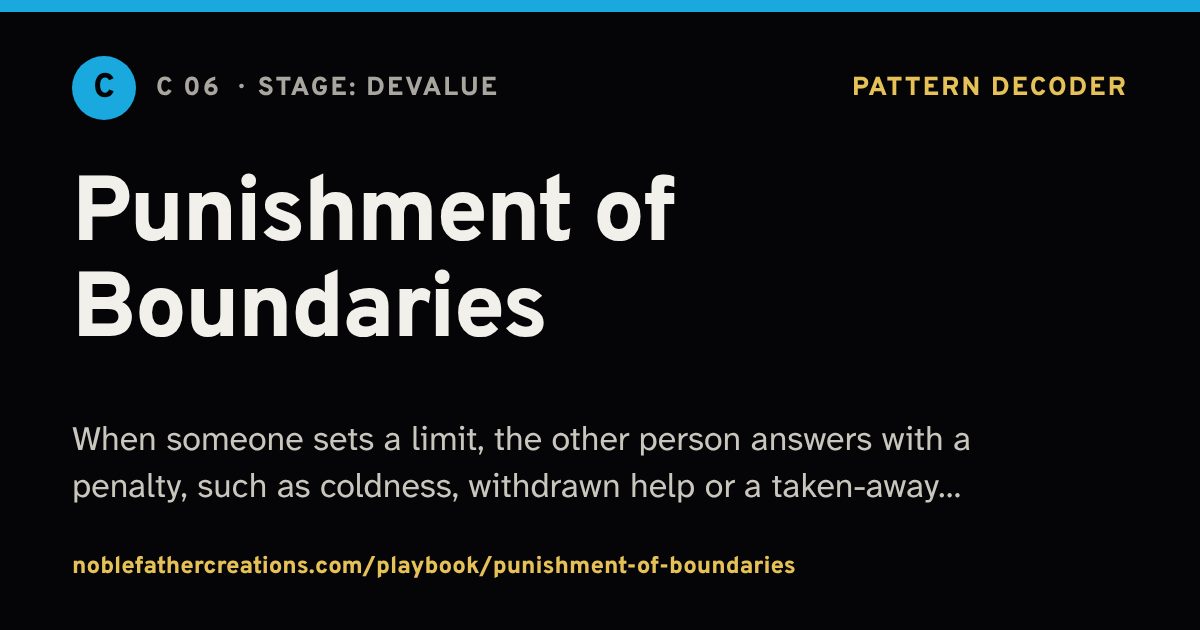 C
C 06 · STAGE: DEVALUE
PATTERN DECODER
Punishment of
Boundaries
When someone sets a limit, the other person answers with a
penalty, such as coldness, withdrawn help or a taken-away...
noblefathercreations.com/playbook/punishment-of-boundaries